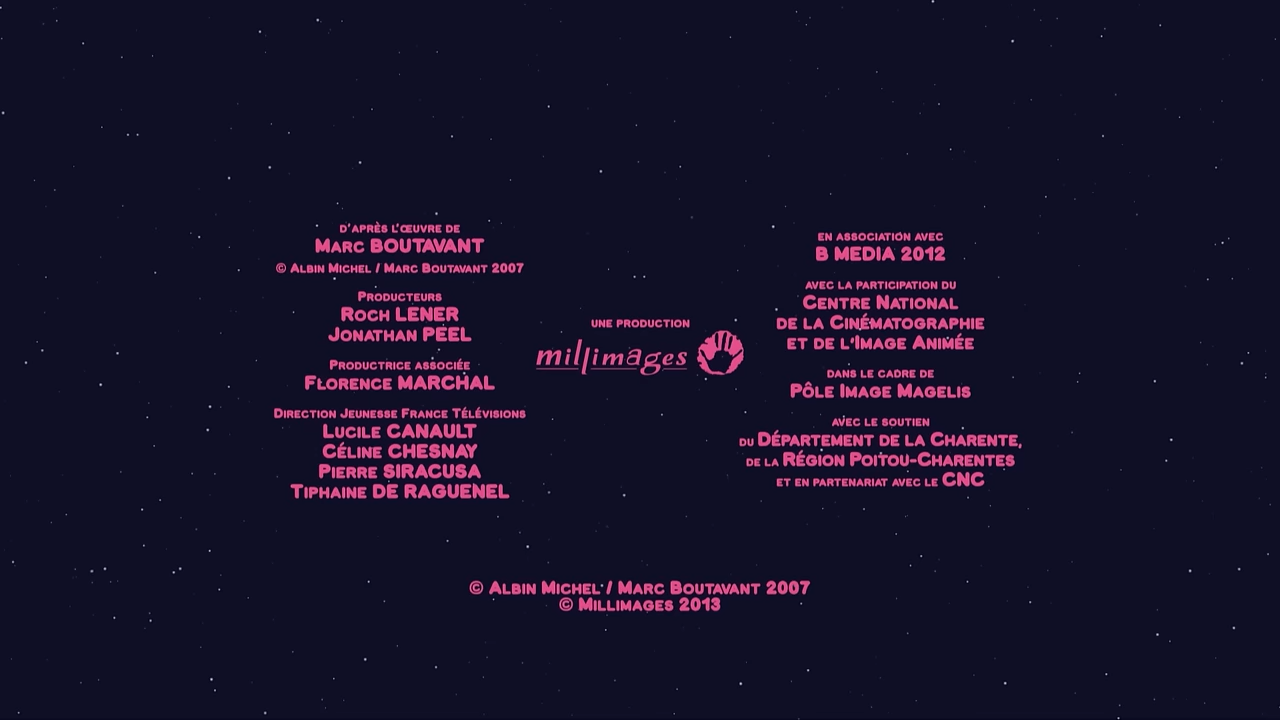 D'APRÈS L'ŒUVRE DE
MARC BOUTAVANT
© ALBIN MICHEL / MARC BOUTAVANT 2007
PRODUCTEURS
ROCH LENER
JONATHAN PEEL
PRODUCTRICE ASSOCIÉE
FLORENCE MARCHAL
DIRECTION JEUNESSE FRANCE TÉLÉVISIONS
LUCILE CANAULT
CÉLINE CHESNAY
PIERRE SIRACUSA
TIPHAINE DE RAGUENEL
UNE PRODUCTION
millimages
EN ASSOCIATION AVEC
B MEDIA 2012
AVEC LA PARTICIPATION DU
CENTRE NATIONAL
DE LA CINÉMATOGRAPHIE
ET DE L'IMAGE ANIMÉE
DANS LE CADRE DE
PÔLE IMAGE MAGELIS
AVEC LE SOUTIEN
DU DÉPARTEMENT DE LA CHARENTE,
DE LA RÉGION POITOU-CHARENTES
ET EN PARTENARIAT AVEC LE CNC
© ALBIN MICHEL / MARC BOUTAVANT 2007
© MILLIMAGES 2013